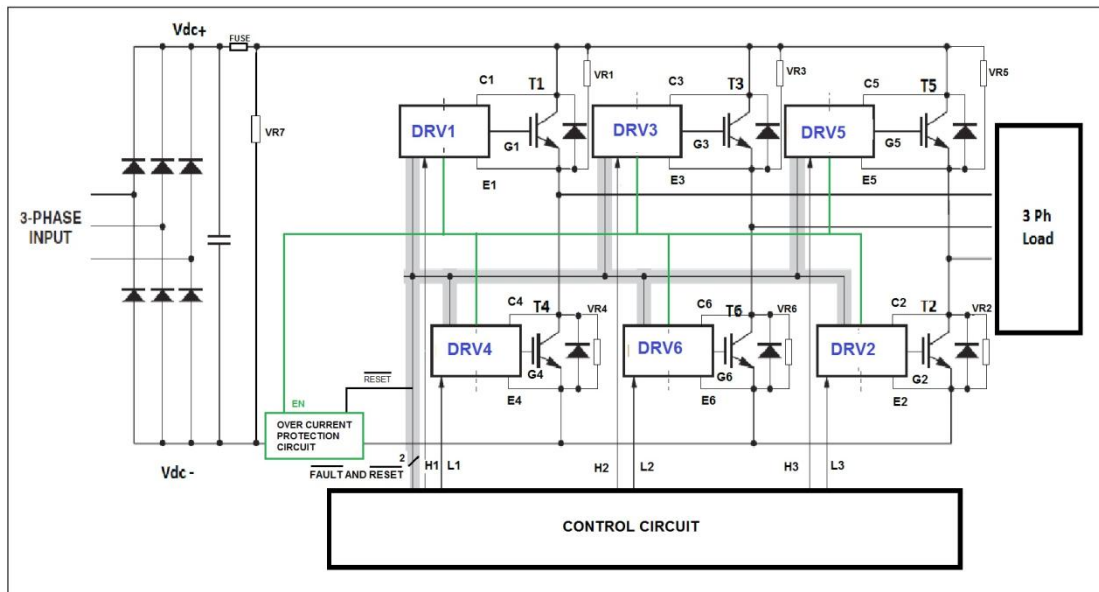 Vdc+
FUSE
VR7
3-PHASE
INPUT
C1
T1
VR1
DRV1
G1
E1
C3
T3
VR3
DRV3
G3
E3
C5
T5
VR5
DRV5
G5
E5
3 Ph
Load
C4
T4
VR4
DRV4
G4
E4
C6
T6
VR6
DRV6
G6
E6
C2
T2
VR2
DRV2
G2
E2
RESET
EN
OVER CURRENT
PROTECTION
CIRCUIT
Vdc -
2
FAULT AND RESET
H1
L1
H2
L2
H3
L3
CONTROL CIRCUIT